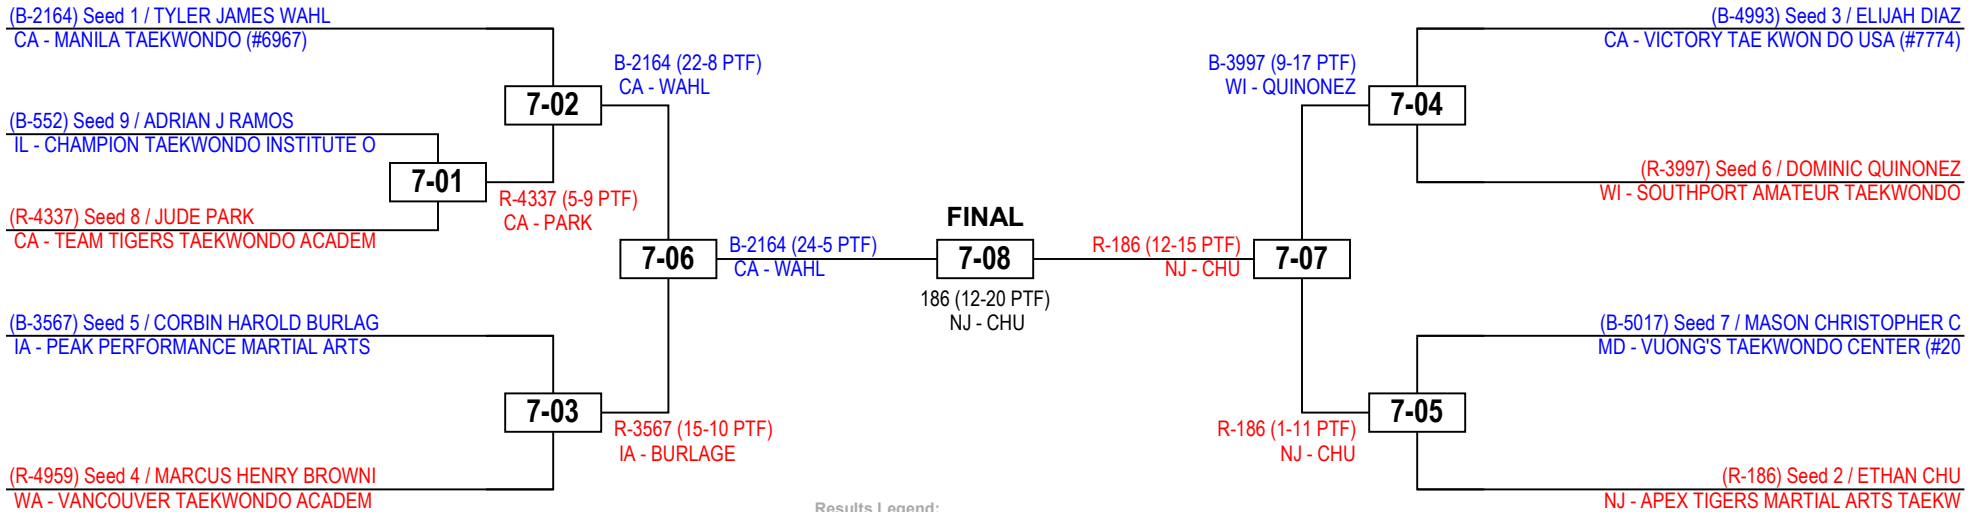 (B-2164) Seed 1 / TYLER JAMES WAHL
CA - MANILA TAEKWONDO (#6967)
B-2164 (22-8 PTF)
CA - WAHL
7-02
(B-552) Seed 9 / ADRIAN J RAMOS
IL - CHAMPION TAEKWONDO INSTITUTE O
7-01
R-4337 (5-9 PTF)
CA - PARK
(R-4337) Seed 8 / JUDE PARK
CA - TEAM TIGERS TAEKWONDO ACADEM
7-06
B-2164 (24-5 PTF)
CA - WAHL
(B-3567) Seed 5 / CORBIN HAROLD BURLAG
IA - PEAK PERFORMANCE MARTIAL ARTS
7-03
R-3567 (15-10 PTF)
IA - BURLAGE
(R-4959) Seed 4 / MARCUS HENRY BROWNI
WA - VANCOUVER TAEKWONDO ACADEM
FINAL
7-08
186 (12-20 PTF)
NJ - CHU
(B-4993) Seed 3 / ELIJAH DIAZ
CA - VICTORY TAE KWON DO USA (#7774)
B-3997 (9-17 PTF)
WI - QUINONEZ
7-04
(R-3997) Seed 6 / DOMINIC QUINONEZ
WI - SOUTHPORT AMATEUR TAEKWONDO
R-186 (12-15 PTF)
NJ - CHU
7-07
(B-5017) Seed 7 / MASON CHRISTOPHER C
MD - VUONG'S TAEKWONDO CENTER (#20
7-05
R-186 (1-11 PTF)
NJ - CHU
(R-186) Seed 2 / ETHAN CHU
NJ - APEX TIGERS MARTIAL ARTS TAEKW
Results Legend: